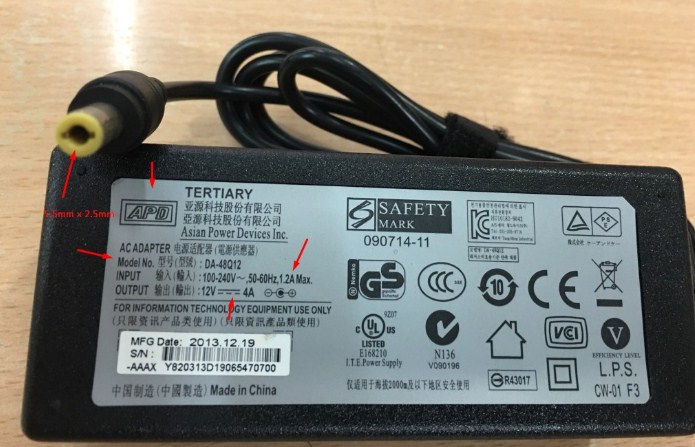 5.5mm x 2.5mm
TERTIARY
APD
亚源科技股份有限公司
亞源科技股份有限公司
Asian Power Devices Inc.
AC ADAPTER 电源适配器(電源供應器)
Model No. 型号(型號): DA-48Q12
INPUT 输入(輸入): 100-240V~,50-60Hz,1.2A Max.
OUTPUT 输出(輸出): 12V 4A
FOR INFORMATION TECHNOLOGY EQUIPMENT USE ONLY
(只限资讯产品类使用) (只限資訊產品類使用)
MFG Date: 2013.12.19
S/N :
-AAAX Y820313D19065470700
中国制造 (中國製造) Made in China
S SAFETY
MARK
090714-11
GS
CCC
10
CE
PSE
c UL us
9Z07
LISTED
E168210
I.T.E.Power Supply
N136
V090196
R43017
VCI
V
EFFICIENCY LEVEL
L.P.S.
CW-01 F3
仅适用于海拔2000m及以下地区安全使用